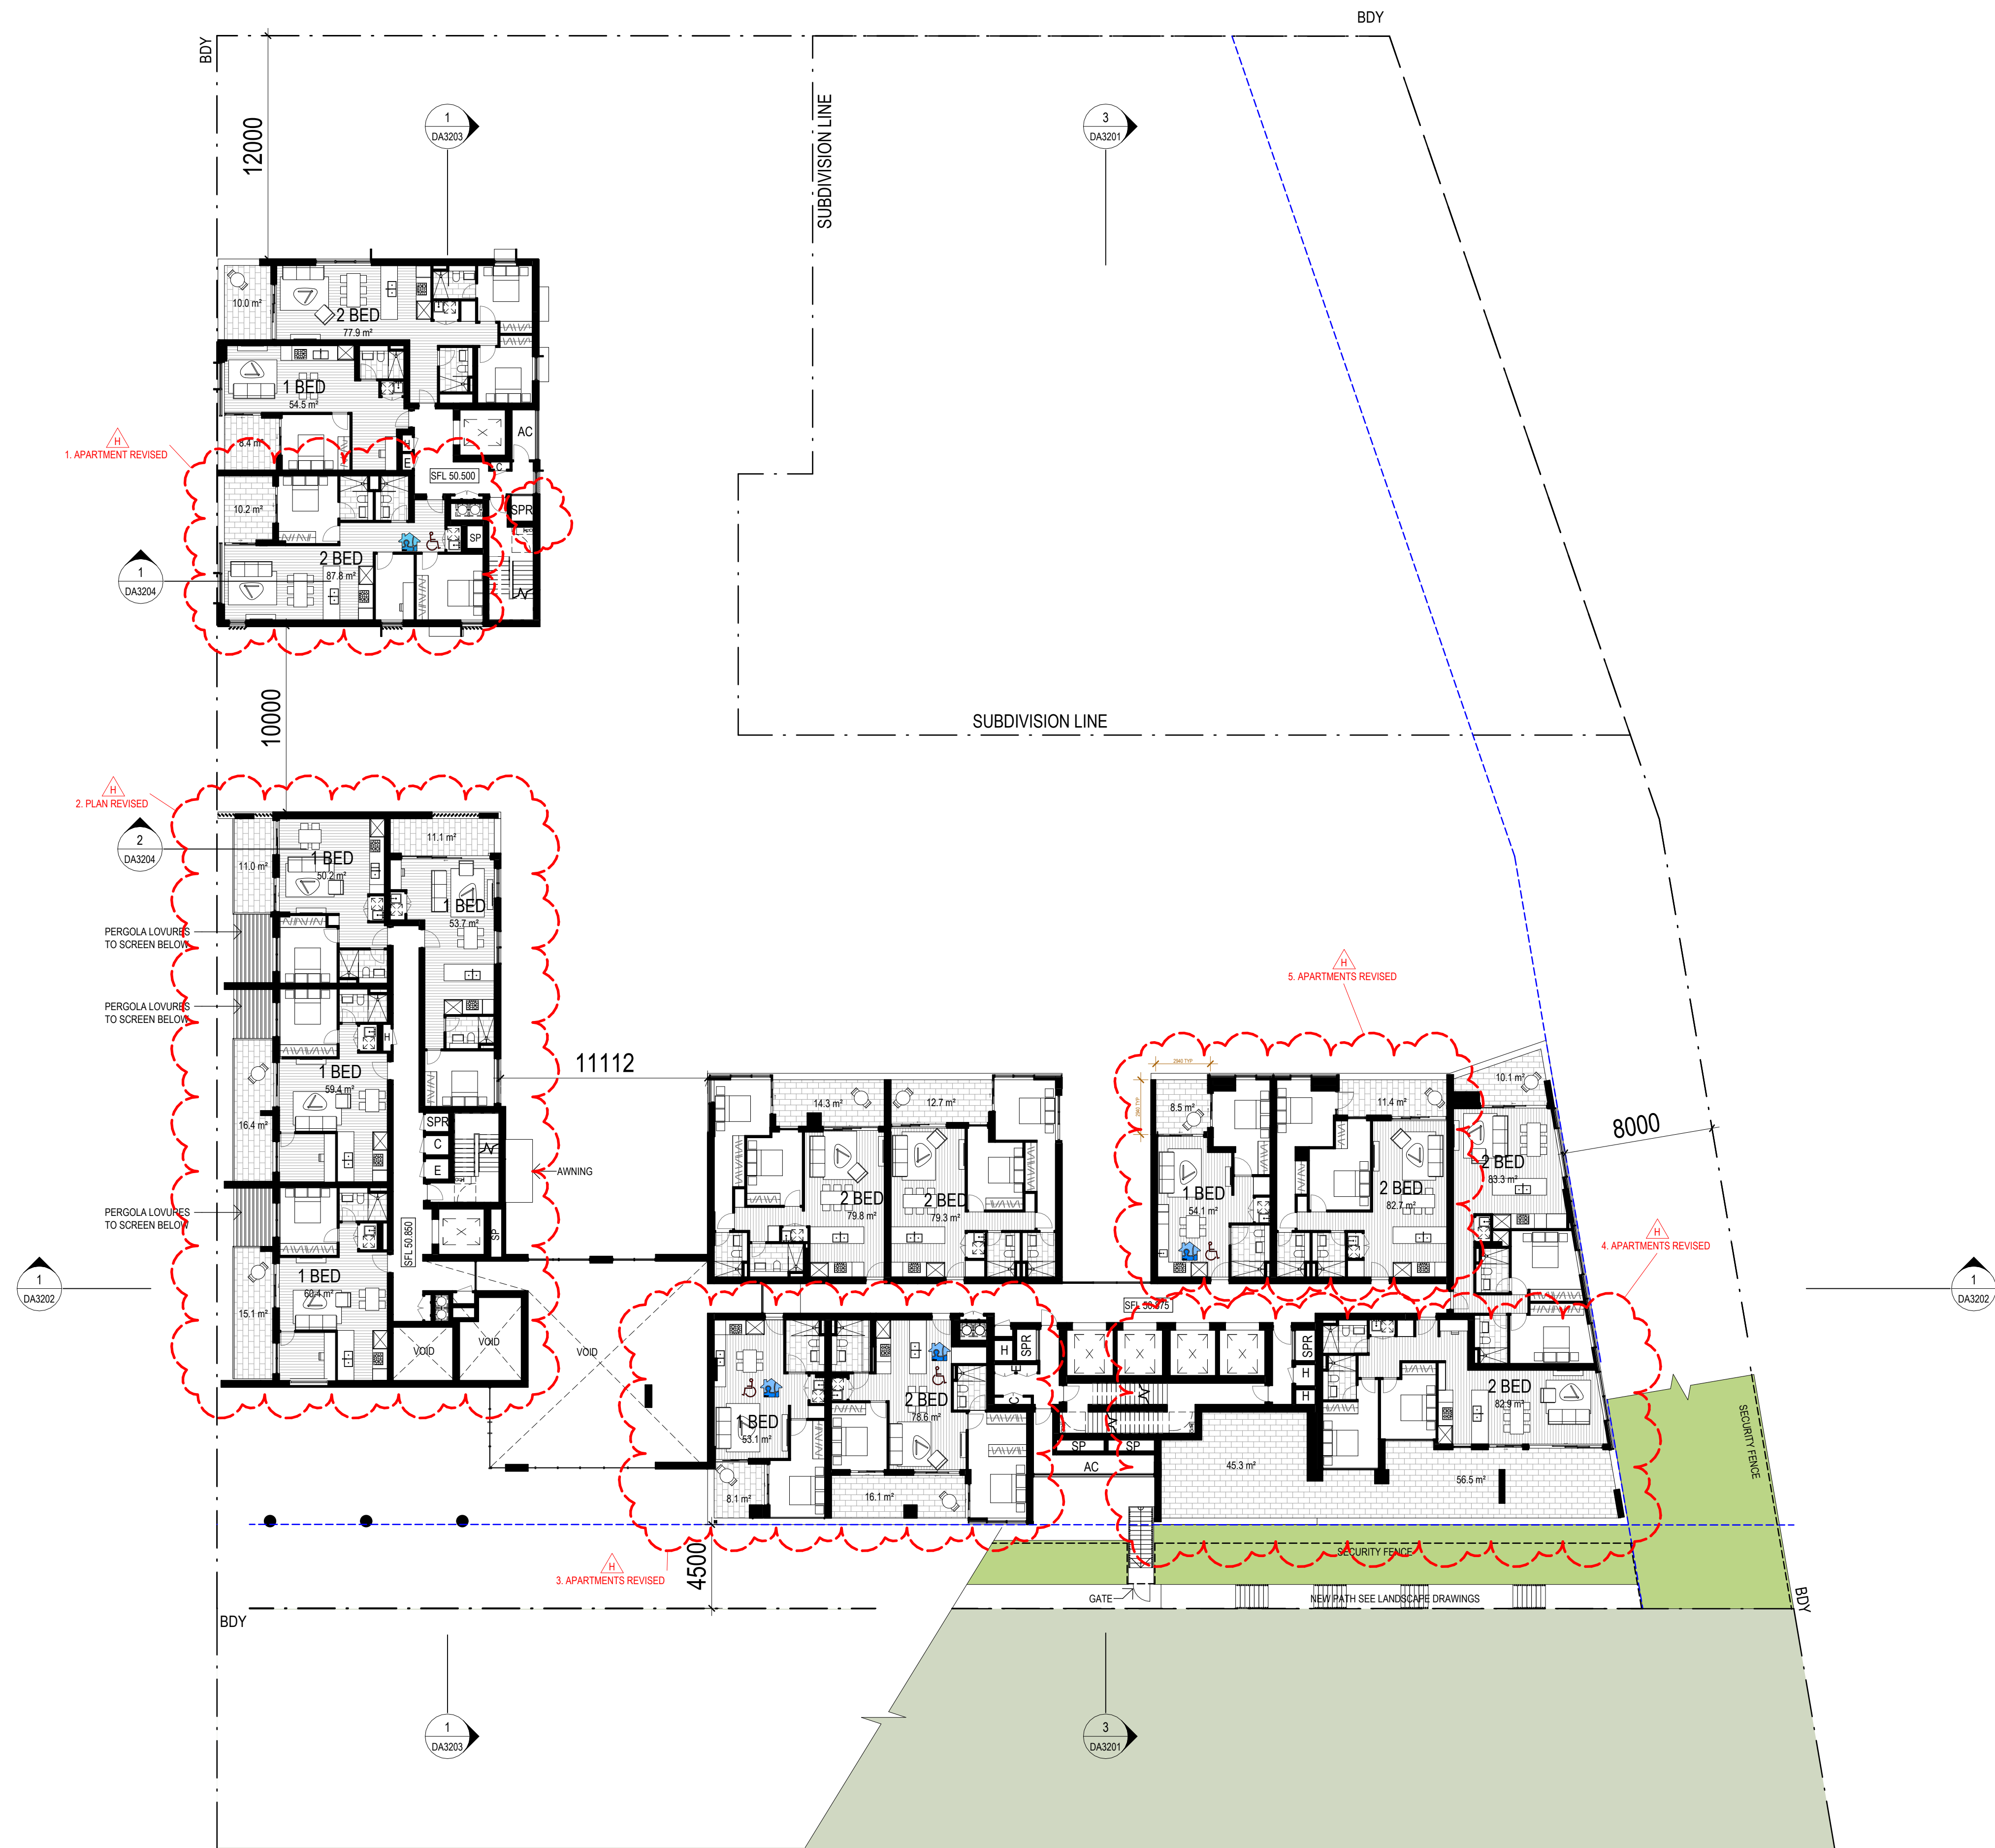 BDY
BDY
12000
1
DA3203
SUBDIVISION LINE
3
DA3201
10.0 m²
2 BED
77.9 m²
1 BED
54.5 m²
8.4 m²
AC
H
E
C
H
1. APARTMENT REVISED
SFL 50.500
10.2 m²
SPR
SP
2 BED
87.8 m²
1
DA3204
10000
SUBDIVISION LINE
H
2. PLAN REVISED
2
DA3204
11.1 m²
11.0 m²
1 BED
50.2 m²
1 BED
53.7 m²
PERGOLA LOVURES
TO SCREEN BELOW
PERGOLA LOVURES
TO SCREEN BELOW
H
1 BED
59.4 m²
16.4 m²
11112
SPR
C
E
AWNING
PERGOLA LOVURES
TO SCREEN BELOW
SP
SFL 50.850
1 BED
60.4 m²
15.1 m²
VOID
VOID
VOID
1
DA3202
H
5. APARTMENTS REVISED
2940 TYP
2940 TYP
14.3 m²
12.7 m²
8.5 m²
11.4 m²
10.1 m²
8000
2 BED
79.8 m²
2 BED
79.3 m²
1 BED
54.1 m²
2 BED
82.7 m²
2 BED
83.3 m²
H
4. APARTMENTS REVISED
1
DA3202
H
SPR
E
C
SPR
H
H
1 BED
53.1 m²
2 BED
78.6 m²
2 BED
82.9 m²
SP
SP
AC
45.3 m²
56.5 m²
8.1 m²
16.1 m²
SECURITY FENCE
SECURITY FENCE
H
3. APARTMENTS REVISED
4500
GATE
NEW PATH SEE LANDSCAPE DRAWINGS
BDY
BDY
1
DA3203
3
DA3201